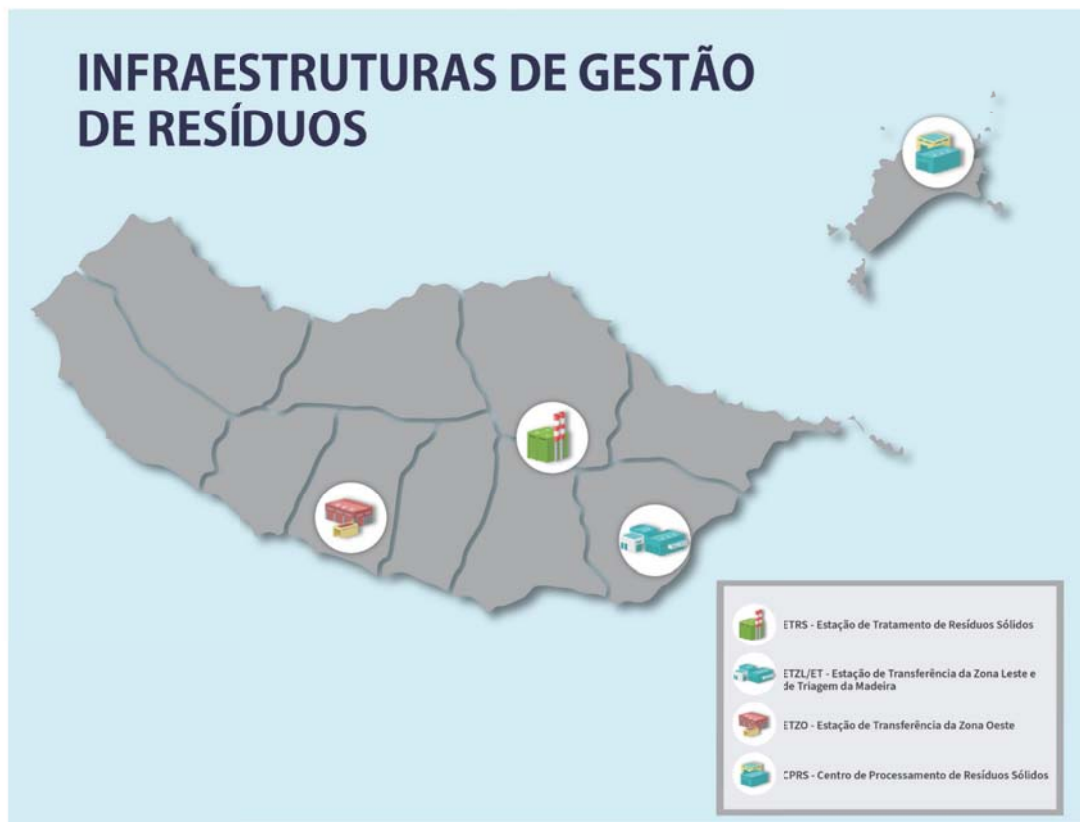 INFRAESTRUTURAS DE GESTÃO
DE RESÍDUOS
ETRS - Estação de Tratamento de Resíduos Sólidos
ETZL/ET - Estação de Transferência da Zona Leste e
de Triagem da Madeira
ETZO - Estação de Transferência da Zona Oeste
CPRS - Centro de Processamento de Resíduos Sólidos